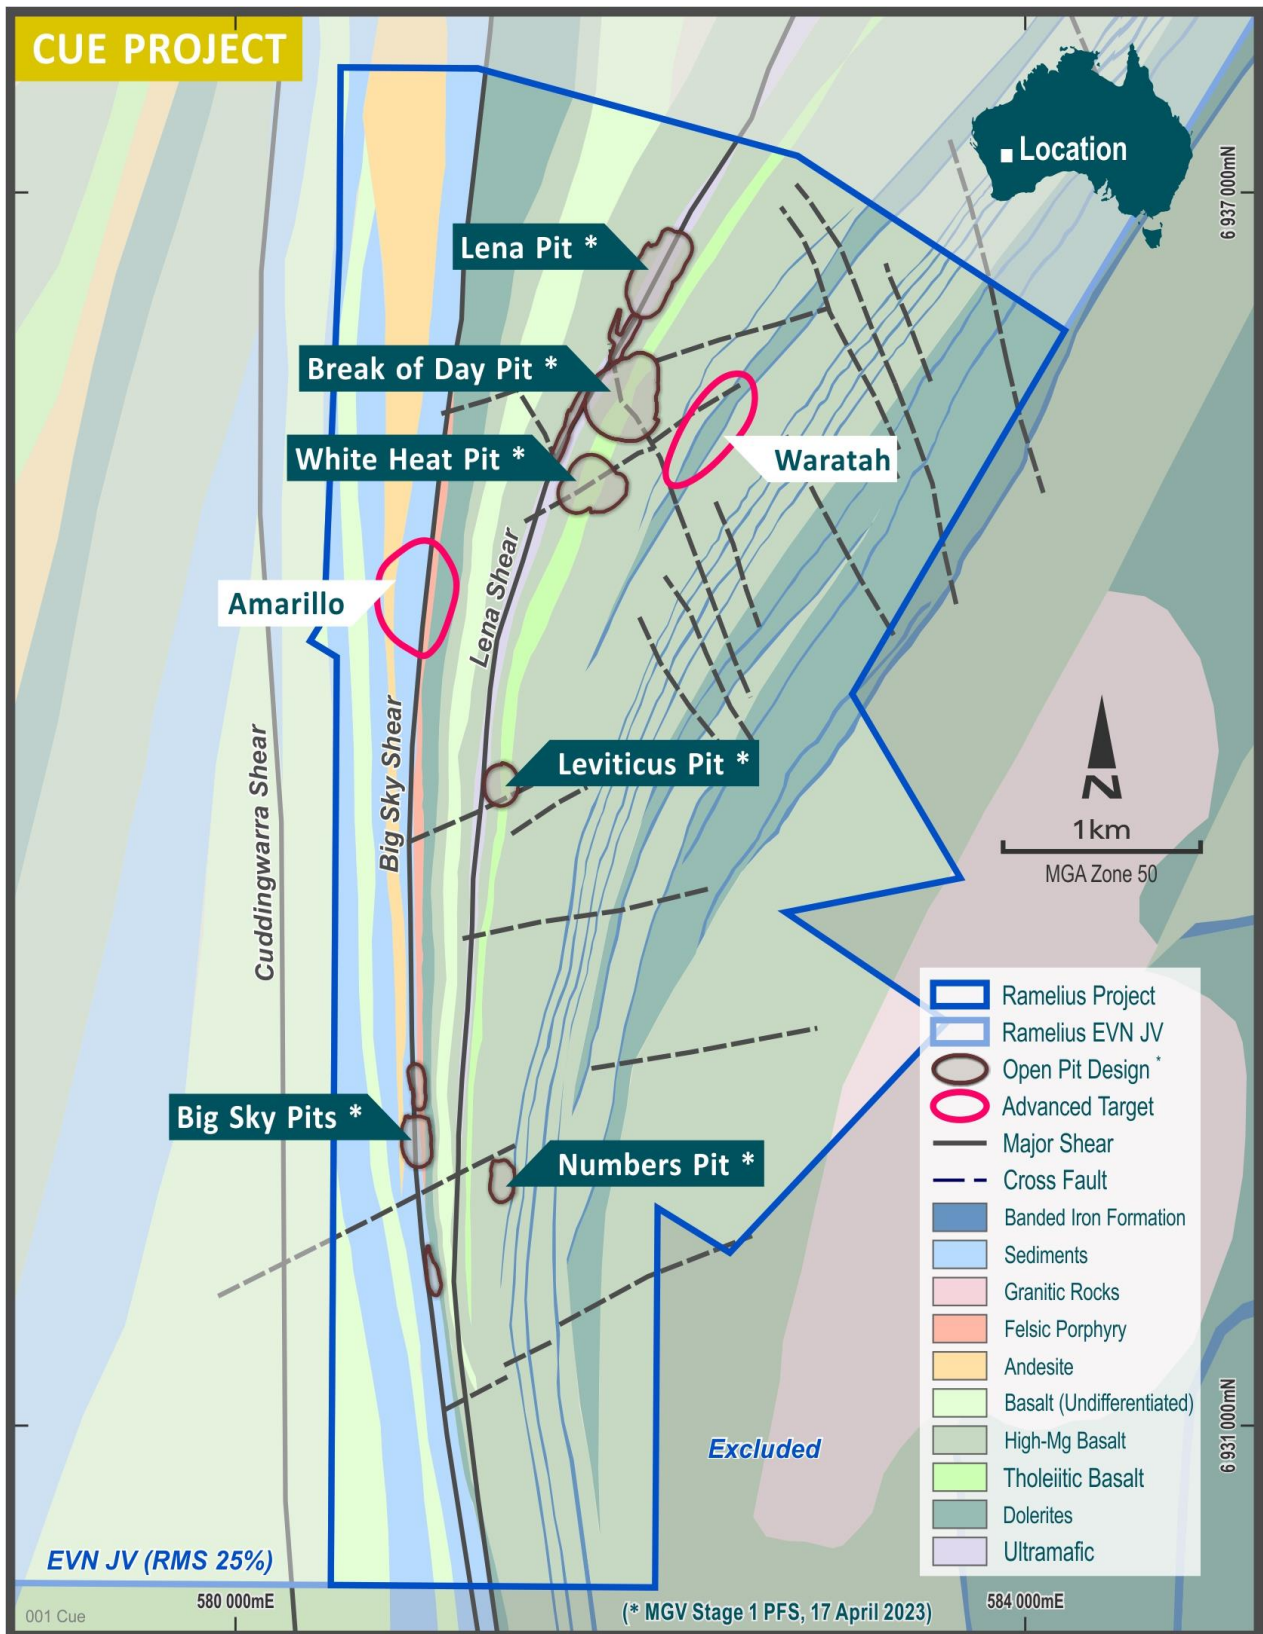 CUE PROJECT
Location
6 937 000mN
Lena Pit *
Break of Day Pit *
White Heat Pit *
Waratah
Lena Shear
Amarillo
Big Sky Shear
Cuddingwarra Shear
Leviticus Pit *
N
1km
MGA Zone 50
Big Sky Pits *
Numbers Pit *
Ramelius Project
Ramelius EVN JV
Open Pit Design *
Advanced Target
Major Shear
Cross Fault
Banded Iron Formation
Sediments
Granitic Rocks
Felsic Porphyry
Andesite
Basalt (Undifferentiated)
High-Mg Basalt
Tholeiitic Basalt
Dolerites
Ultramafic
6 931 000mN
Excluded
EVN JV (RMS 25%)
580 000mE
584 000mE
001 Cue
(* MGV Stage 1 PFS, 17 April 2023)